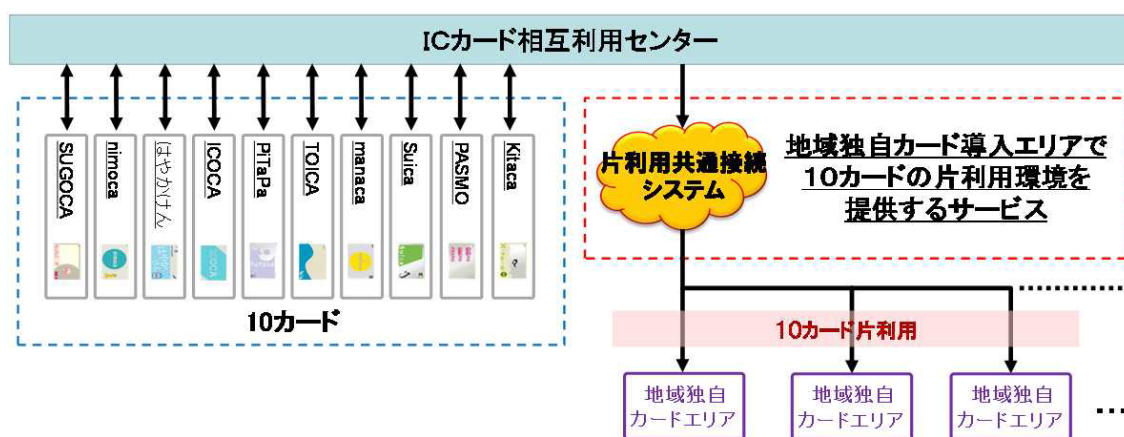 ICカード相互利用センター
SUGOCA
nimoca
はやかけん
ICOCA
PiTaPa
TOICA
manaca
Suica
PASMO
Kitaca
10カード
片利用共通接続
システム
地域独自カード導入エリアで
10カードの片利用環境を
提供するサービス
10カード片利用
地域独自
カードエリア
地域独自
カードエリア
地域独自
カードエリア